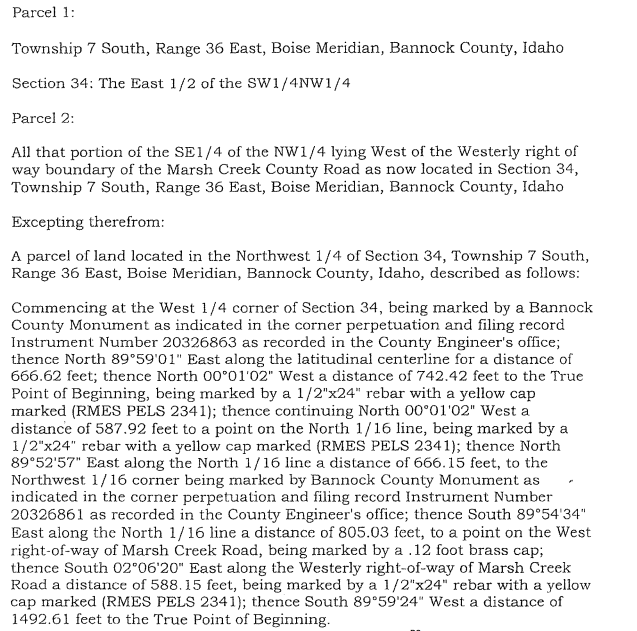 Parcel 1:
Township 7 South, Range 36 East, Boise Meridian, Bannock County, Idaho
Section 34: The East 1/2 of the SW1/4NW1/4
Parcel 2:
All that portion of the SE1/4 of the NW1/4 lying West of the Westerly right of
way boundary of the Marsh Creek County Road as now located in Section 34,
Township 7 South, Range 36 East, Boise Meridian, Bannock County, Idaho
Excepting therefrom:
A parcel of land located in the Northwest 1/4 of Section 34, Township 7 South,
Range 36 East, Boise Meridian, Bannock County, Idaho, described as follows:
Commencing at the West 1/4 corner of Section 34, being marked by a Bannock
County Monument as indicated in the corner perpetuation and filing record
Instrument Number 20326863 as recorded in the County Engineer's office;
thence North 89°59'01" East along the latitudinal centerline for a distance of
666.62 feet; thence North 00°01'02" West a distance of 742.42 feet to the True
Point of Beginning, being marked by a 1/2"x24" rebar with a yellow cap
marked (RMES PELS 2341); thence continuing North 00°01'02" West a
distance of 587.92 feet to a point on the North 1/16 line, being marked by a
1/2"x24" rebar with a yellow cap marked (RMES PELS 2341); thence North
89°52'57" East along the North 1/16 line a distance of 666.15 feet, to the
Northwest 1/16 corner being marked by Bannock County Monument as
indicated in the corner perpetuation and filing record Instrument Number
20326861 as recorded in the County Engineer's office; thence South 89°54'34"
East along the North 1/16 line a distance of 805.03 feet, to a point on the West
right-of-way of Marsh Creek Road, being marked by a .12 foot brass cap;
thence South 02°06'20" East along the Westerly right-of-way of Marsh Creek
Road a distance of 588.15 feet, being marked by a 1/2"x24" rebar with a yellow
cap marked (RMES PELS 2341); thence South 89°59'24" West a distance of
1492.61 feet to the True Point of Beginning.